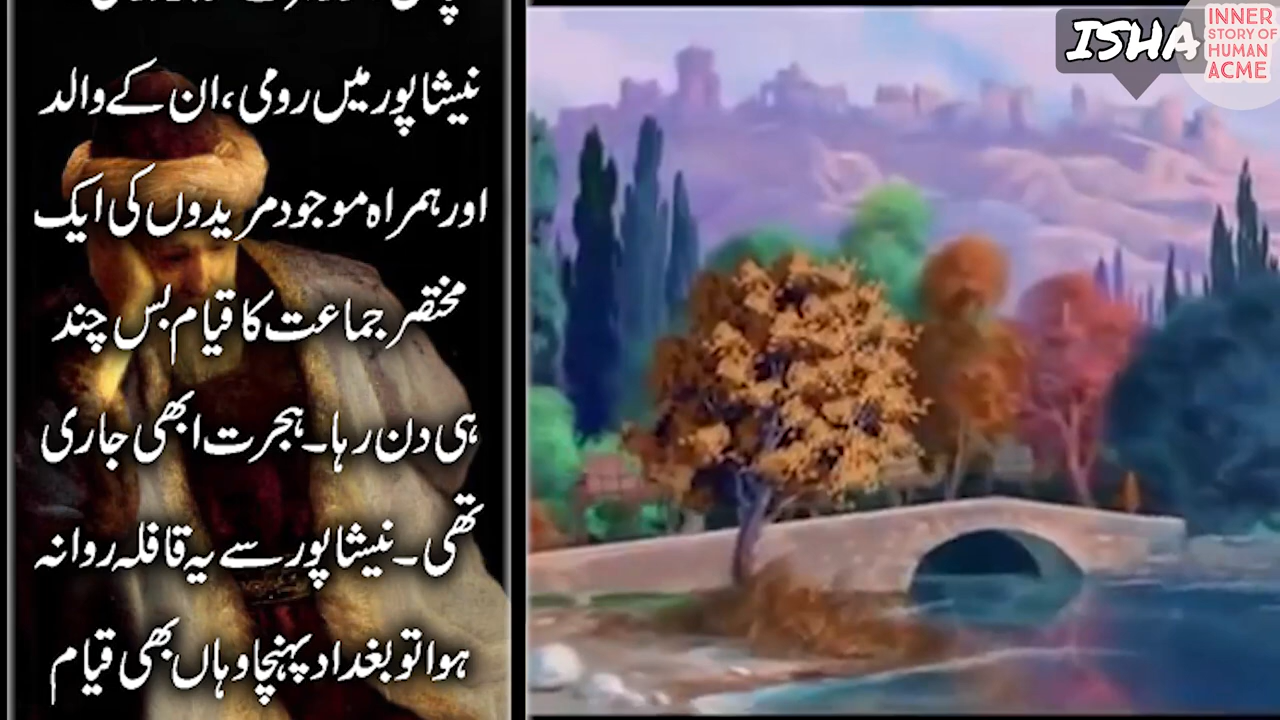 نیشاپور میں رومی، ان کے والد
اور ہمراہ موجود مریدوں کی ایک
مختصر جماعت کا قیام بس چند
ہی دن رہا۔ ہجرت ابھی جاری
تھی۔ نیشاپور سے یہ قافلہ روانہ
ہوا تو بغداد پہنچا وہاں بھی قیام
ISHA
INNER
STORY OF
HUMAN
ACME